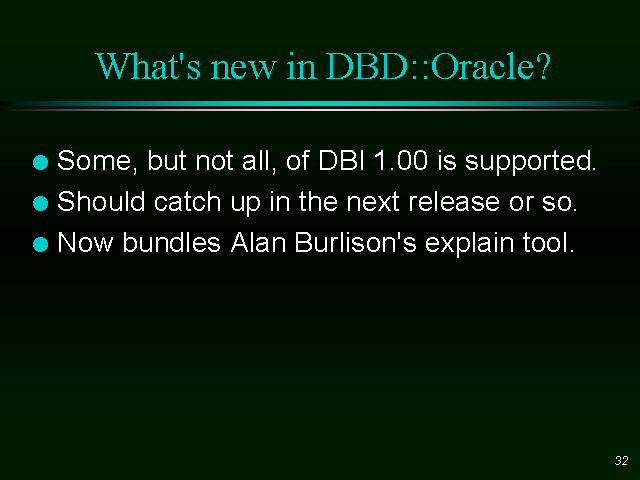 What's new in DBD::Oracle?
Some, but not all, of DBI 1.00 is supported.
Should catch up in the next release or so.
Now bundles Alan Burlison's explain tool.
32